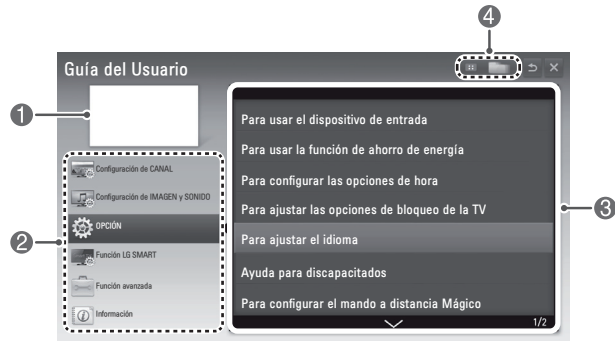 4
Guía del Usuario
1
Para usar el dispositivo de entrada
Para usar la función de ahorro de energía
Para configurar las opciones de hora
Para ajustar las opciones de bloqueo de la TV
Para ajustar el idioma
Ayuda para discapacitados
Para configurar el mando a distancia Mágico
1/2
3
2
Configuración de CANAL
Configuración de IMAGEN y SONIDO
OPCIÓN
Función LG SMART
Función avanzada
Información